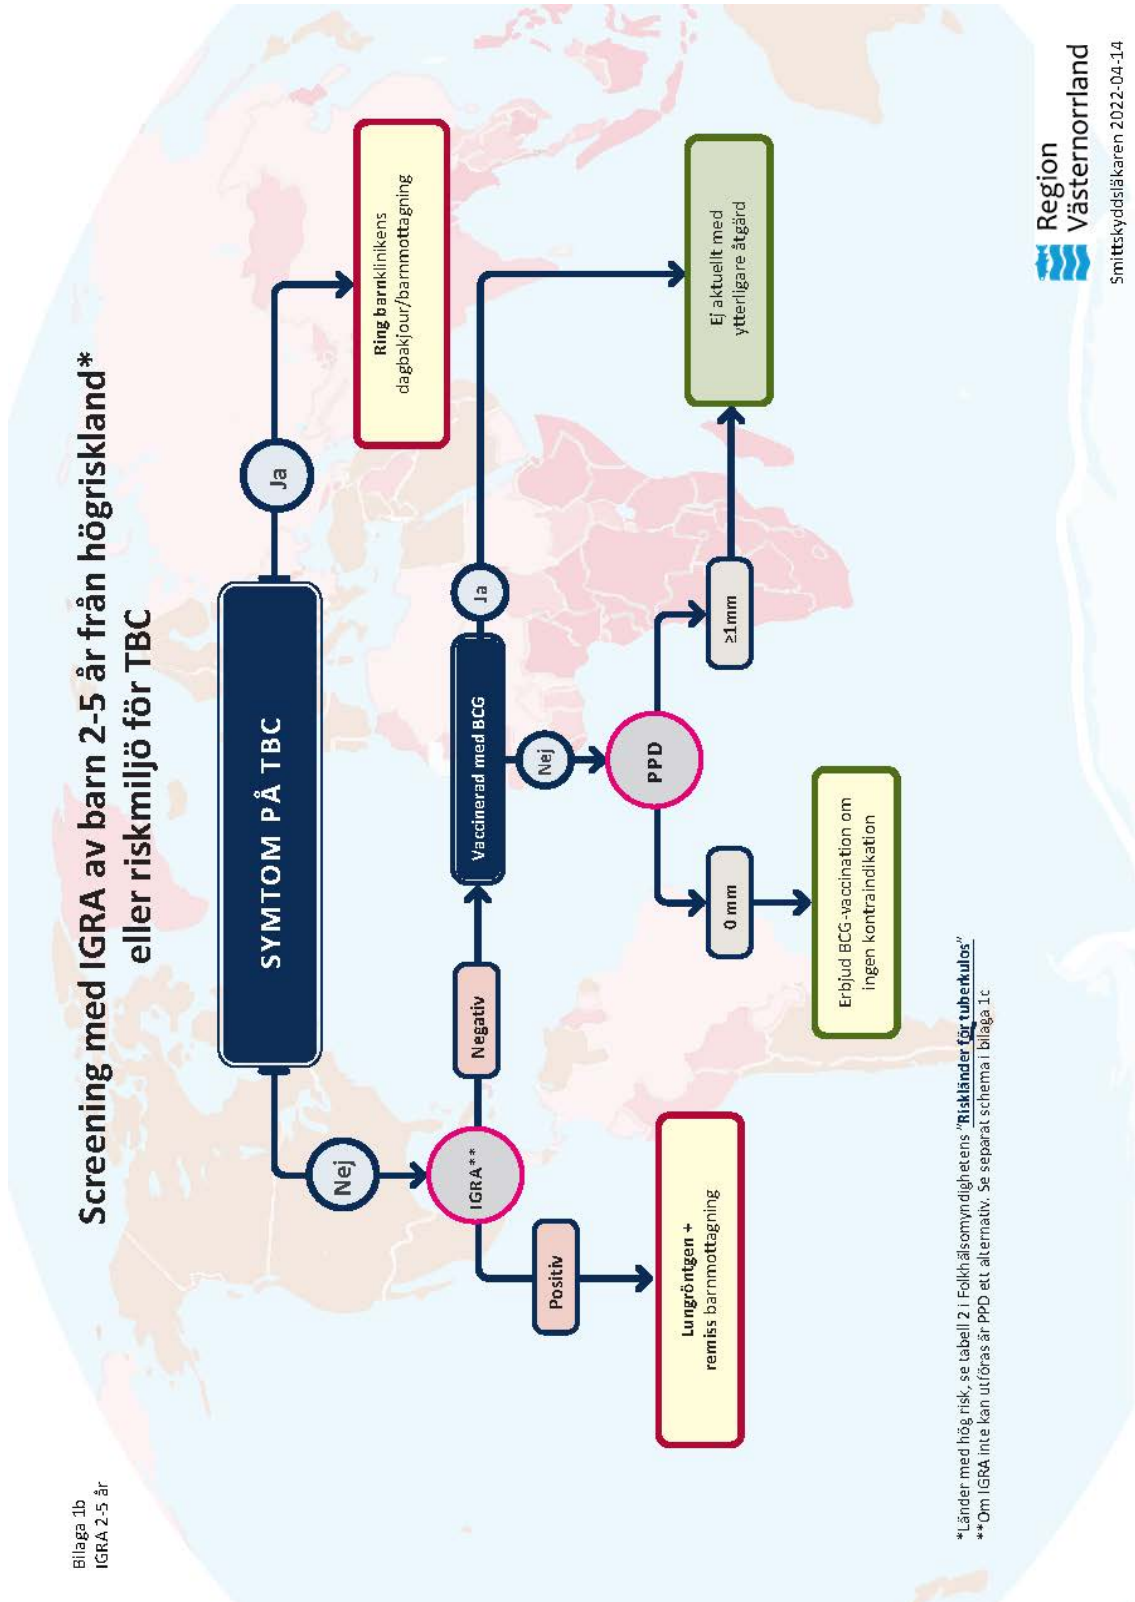 Bilaga 1b
IGRA 2-5 år
Screening med IGRA av barn 2-5 år från högriskland*
eller riskmiljö för TBC
SYMTOM PÅ TBC
Nej
Ja
Ring barnklinikens
dagbakjour/barnmottagning
IGRA**
Negativ
Vaccinerad med BCG
Ja
Positiv
Nej
Lungröntgen +
remiss barnmottagning
PPD
0 mm
≥1mm
Ej aktuellt med
ytterligare åtgärd
Erbjud BCG-vaccination om
ingen kontraindikation
*Länder med hög risk, se tabell 2 i Folkhälsomyndighetens "Riskländer för tuberkulos"
**Om IGRA inte kan utföras är PPD ett alternativ. Se separat schema i bilaga 1c
Region
Västernorrland
Smittskyddsläkaren 2022-04-14